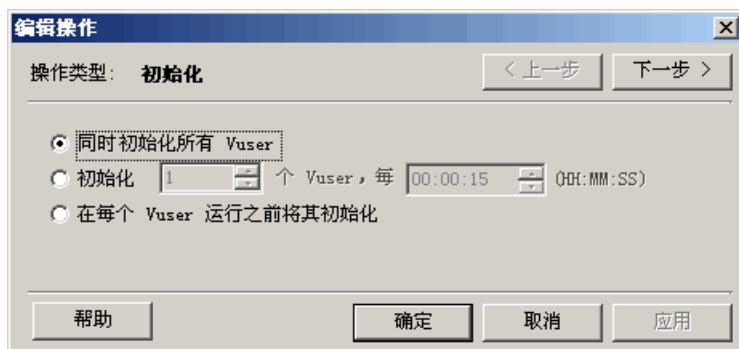 编辑操作
操作类型: 初始化 < 上一步 下一步 >
同时初始化所有 Vuser
初始化 1 个 Vuser，每 00:00:15 (HH:MM:SS)
在每个 Vuser 运行之前将其初始化
帮助 确定 取消 应用